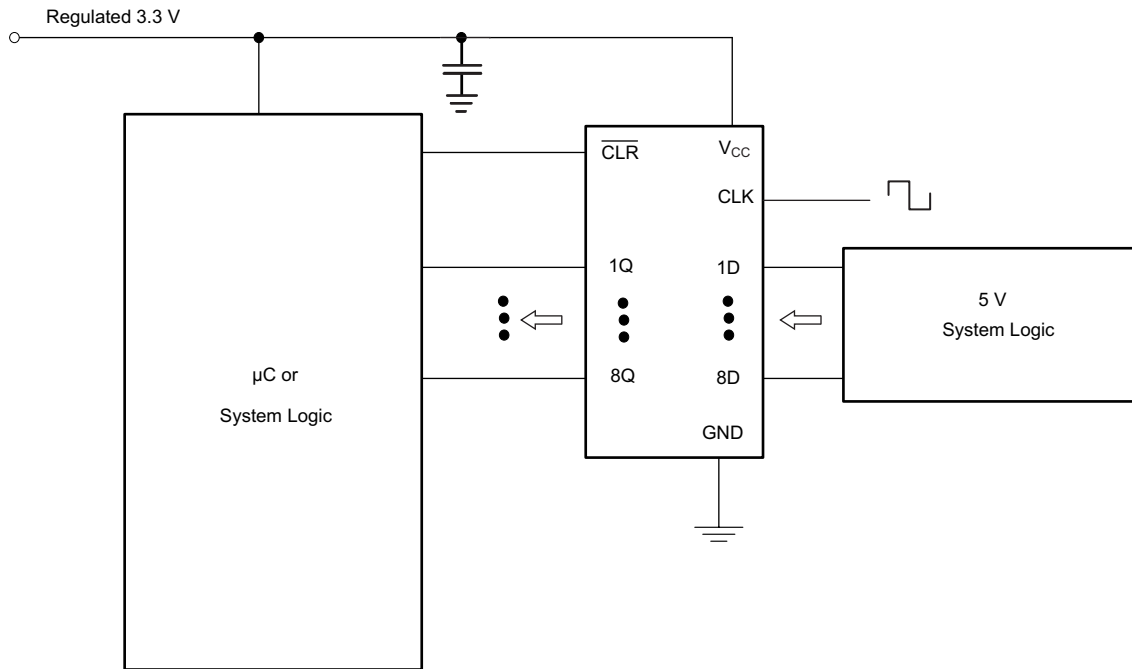 Regulated 3.3 V
CLR
VCC
CLK
1Q
1D
8Q
8D
GND
µC or
System Logic
5 V
System Logic